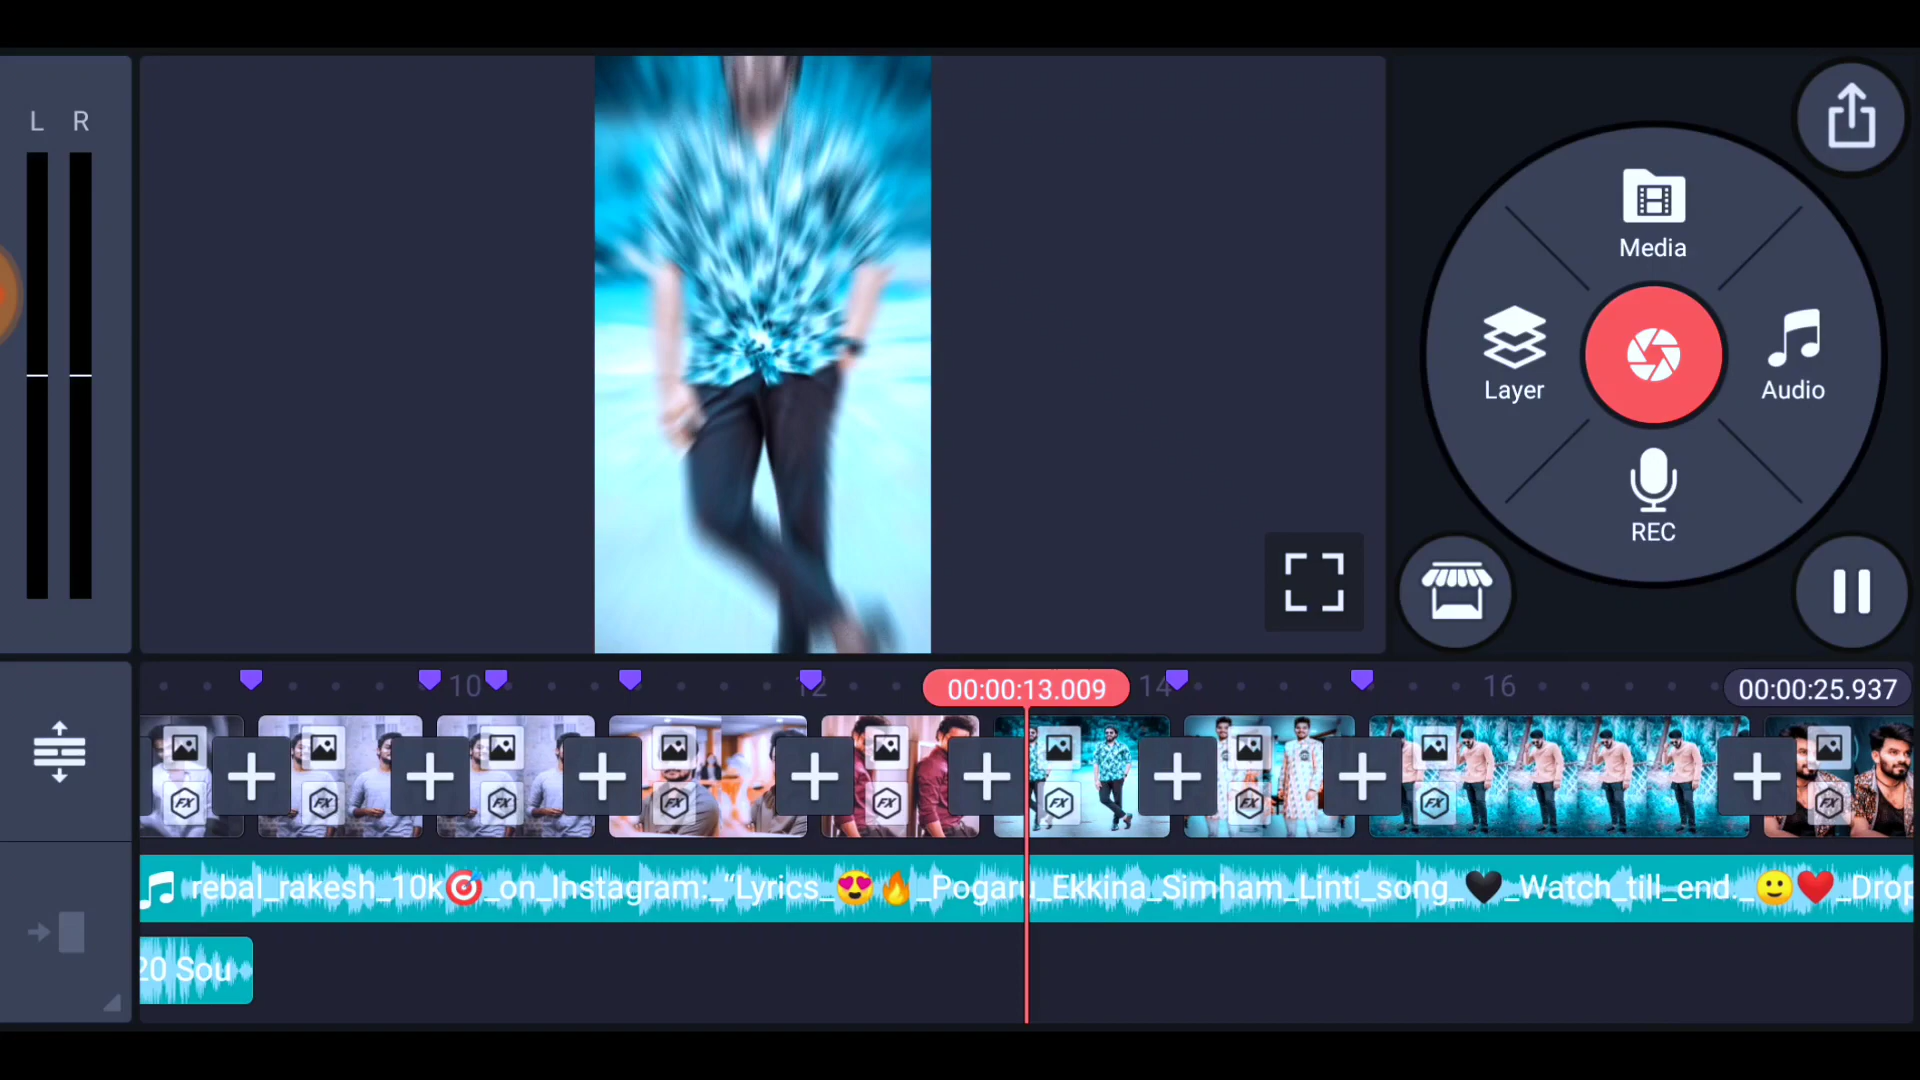 L R
Media
Layer
Audio
REC
10
12
00:00:13.009
14
16
00:00:25.937
rebal_rakesh_10k🎯_on_Instagram:_“Lyrics_😍🔥_Pogaru_Ekkina_Simham_Linti_song_🖤_Watch_till_end._🙂❤️_Drop
20 Sou